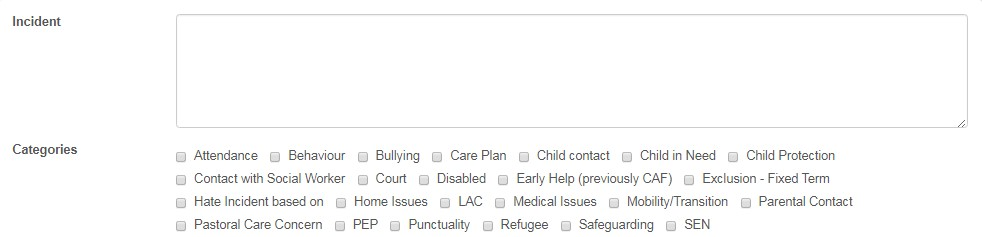 Incident
Categories
Attendance Behaviour Bullying Care Plan Child contact Child in Need Child Protection
Contact with Social Worker Court Disabled Early Help (previously CAF) Exclusion - Fixed Term
Hate Incident based on Home Issues LAC Medical Issues Mobility/Transition Parental Contact
Pastoral Care Concern PEP Punctuality Refugee Safeguarding SEN